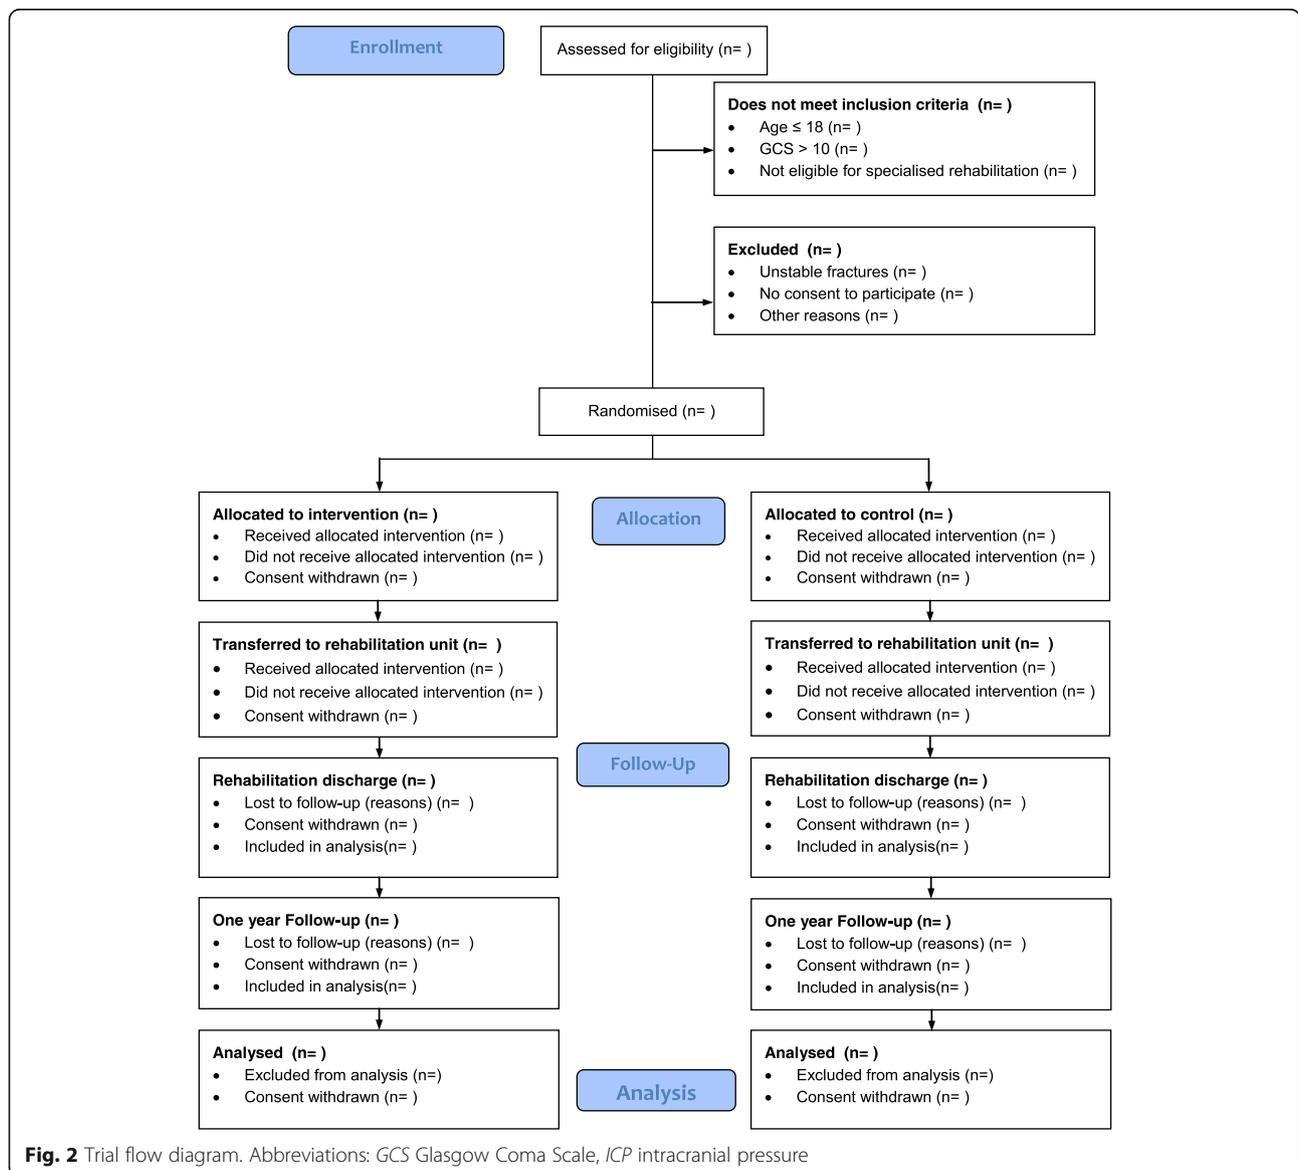 Enrollment
Assessed for eligibility (n= )
Does not meet inclusion criteria (n= )
• Age ≤ 18 (n= )
• GCS > 10 (n= )
• Not eligible for specialised rehabilitation (n= )
Excluded (n= )
• Unstable fractures (n= )
• No consent to participate (n= )
• Other reasons (n= )
Randomised (n= )
Allocation
Allocated to intervention (n= )
• Received allocated intervention (n= )
• Did not receive allocated intervention (n= )
• Consent withdrawn (n= )
Allocated to control (n= )
• Received allocated intervention (n= )
• Did not receive allocated intervention (n= )
• Consent withdrawn (n= )
Transferred to rehabilitation unit (n= )
• Received allocated intervention (n= )
• Did not receive allocated intervention (n= )
• Consent withdrawn (n= )
Transferred to rehabilitation unit (n= )
• Received allocated intervention (n= )
• Did not receive allocated intervention (n= )
• Consent withdrawn (n= )
Follow-Up
Rehabilitation discharge (n= )
• Lost to follow-up (reasons) (n= )
• Consent withdrawn (n= )
• Included in analysis(n= )
Rehabilitation discharge (n= )
• Lost to follow-up (reasons) (n= )
• Consent withdrawn (n= )
• Included in analysis(n= )
One year Follow-up (n= )
• Lost to follow-up (reasons) (n= )
• Consent withdrawn (n= )
• Included in analysis(n= )
One year Follow-up (n= )
• Lost to follow-up (reasons) (n= )
• Consent withdrawn (n= )
• Included in analysis(n= )
Analysis
Analysed (n= )
• Excluded from analysis (n=)
• Consent withdrawn (n= )
Analysed (n= )
• Excluded from analysis (n=)
• Consent withdrawn (n= )
Fig. 2 Trial flow diagram. Abbreviations: GCS Glasgow Coma Scale, ICP intracranial pressure